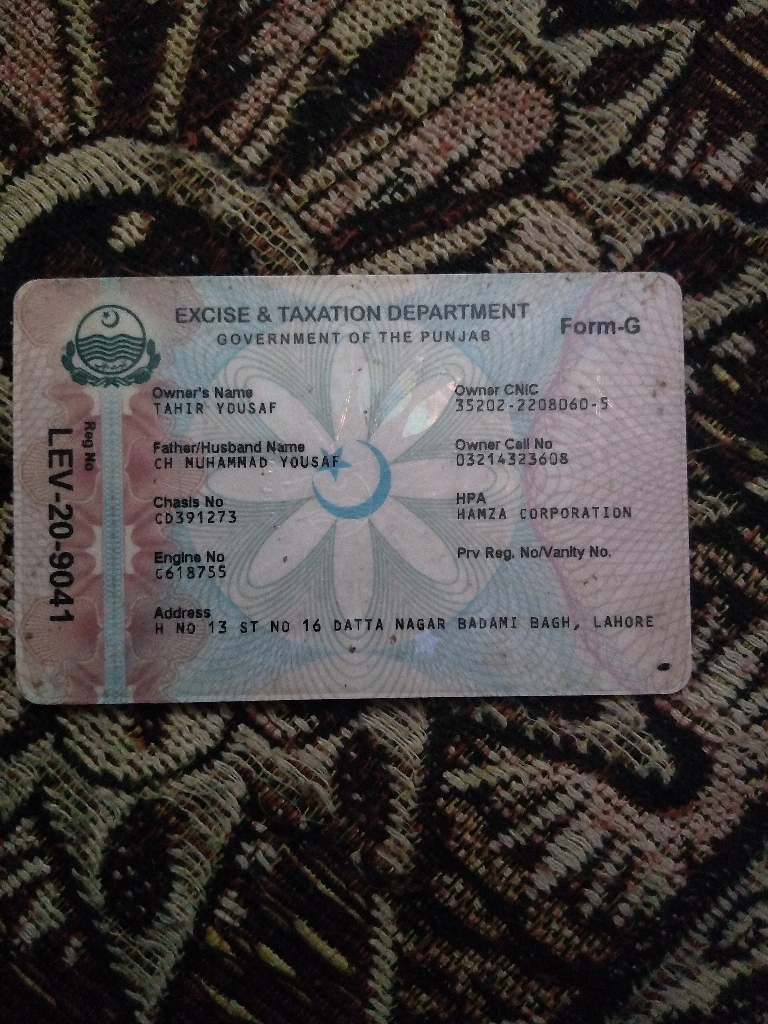 EXCISE & TAXATION DEPARTMENT
GOVERNMENT OF THE PUNJAB
Form-G
Reg No
LEV-20-9041
Owner's Name
TAHIR YOUSAF
Owner CNIC
35202-2208060-5
Father/Husband Name
CH MUHAMMAD YOUSAF
Owner Cell No
03214323608
Chasis No
CD391273
HPA
HAMZA CORPORATION
Engine No
C618755
Prv Reg. No/Vanity No.
Address
H NO 13 ST NO 16 DATTA NAGAR BADAMI BAGH, LAHORE